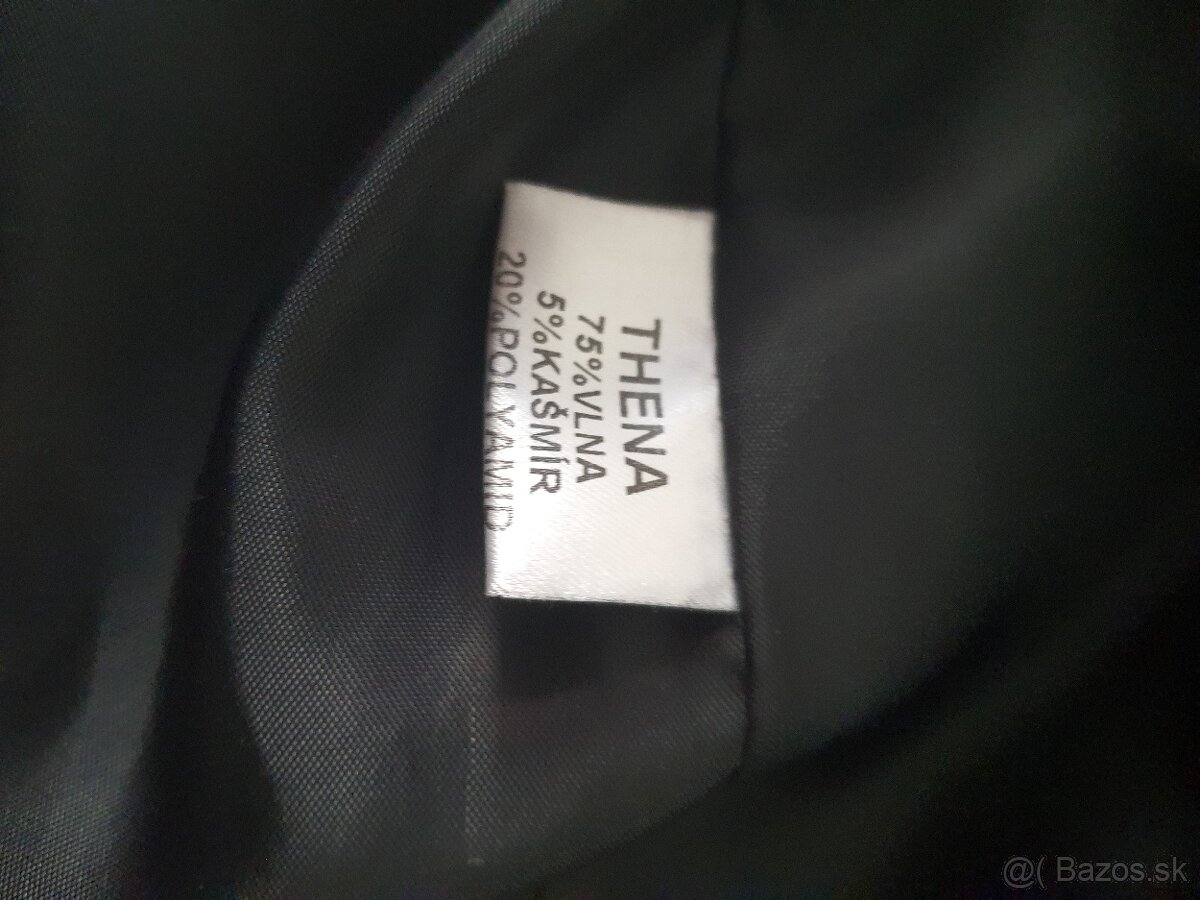 THENA
75%VLNA
5%KAŠMÍR
20%POLYAMID
@( Bazos.sk